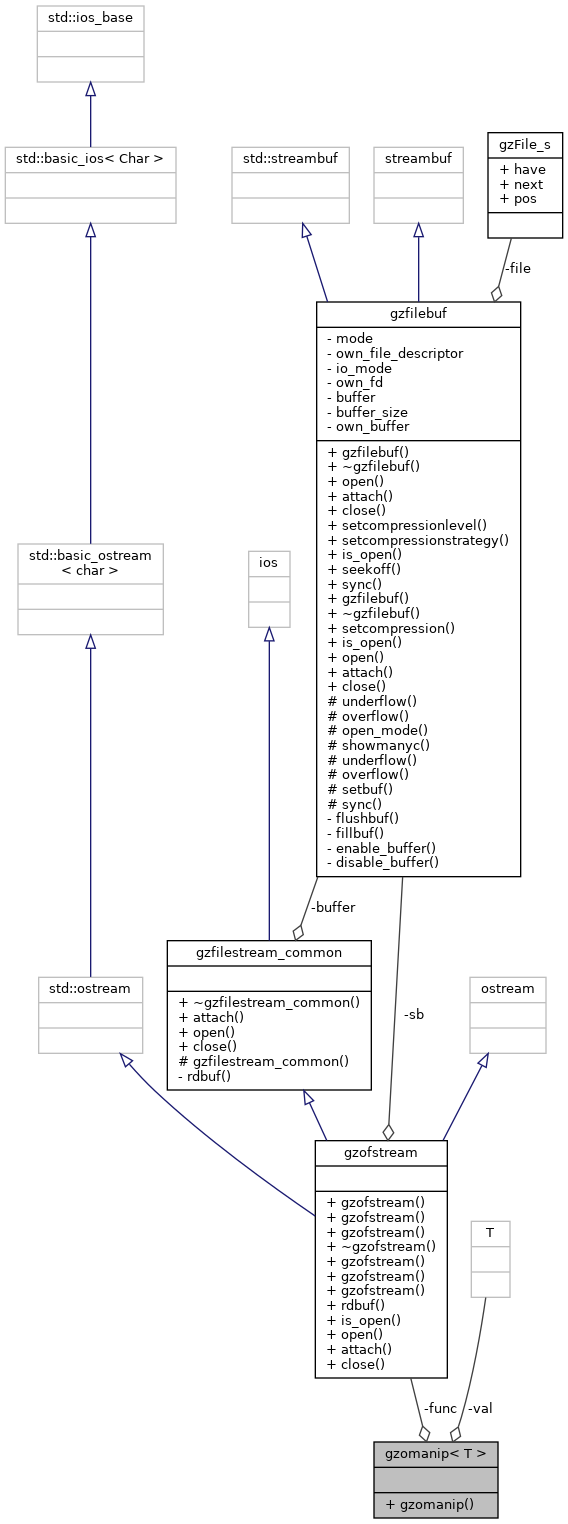 std::ios_base
std::basic_ios< Char >
std::streambuf
streambuf
gzFile_s
+ have
+ next
+ pos
-file
gzfilebuf
- mode
- own_file_descriptor
- io_mode
- own_fd
- buffer
- buffer_size
- own_buffer
+ gzfilebuf()
+ ~gzfilebuf()
+ open()
+ attach()
+ close()
+ setcompressionlevel()
+ setcompressionstrategy()
+ is_open()
+ seekoff()
+ sync()
+ gzfilebuf()
+ ~gzfilebuf()
+ setcompression()
+ is_open()
+ open()
+ attach()
+ close()
# underflow()
# overflow()
# open_mode()
# showmanyc()
# underflow()
# overflow()
# setbuf()
# sync()
- flushbuf()
- fillbuf()
- enable_buffer()
- disable_buffer()
std::basic_ostream
< char >
ios
-buffer
gzfilestream_common
+ ~gzfilestream_common()
+ attach()
+ open()
+ close()
# gzfilestream_common()
- rdbuf()
std::ostream
-sb
ostream
gzofstream
+ gzofstream()
+ gzofstream()
+ gzofstream()
+ ~gzofstream()
+ gzofstream()
+ gzofstream()
+ gzofstream()
+ rdbuf()
+ is_open()
+ open()
+ attach()
+ close()
T
-func
-val
gzomanip< T >
+ gzomanip()